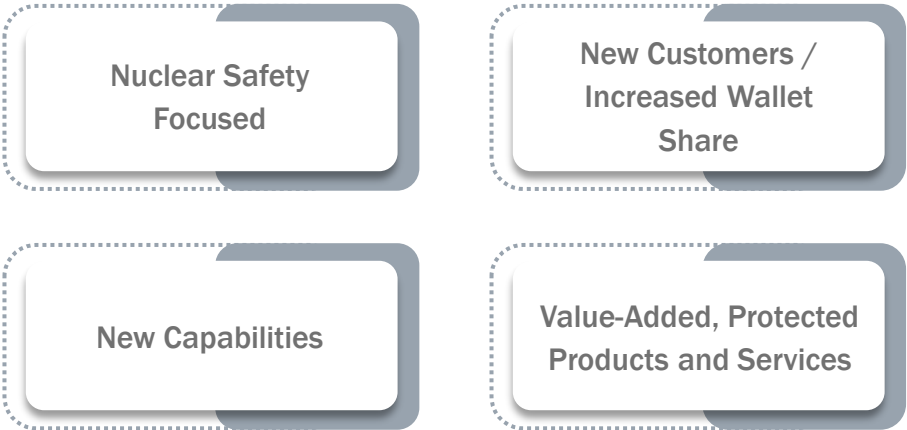 Nuclear Safety
Focused
New Customers /
Increased Wallet
Share
New Capabilities
Value-Added, Protected
Products and Services